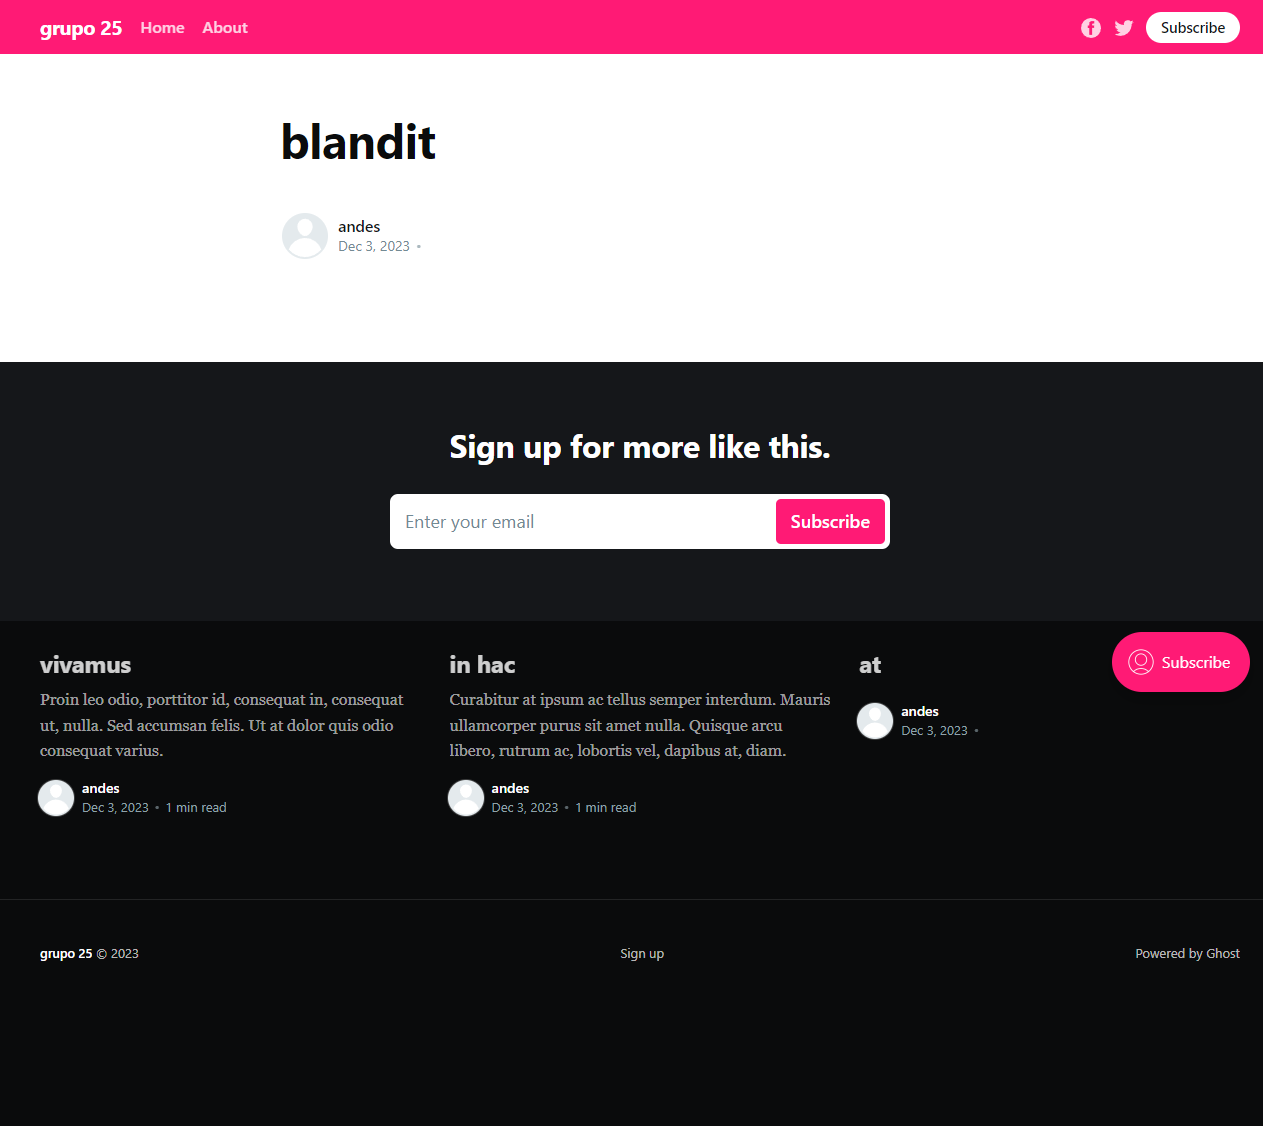 grupo 25 Home About Subscribe
blandit
andes
Dec 3, 2023 •
Sign up for more like this.
Enter your email Subscribe
vivamus
Proin leo odio, porttitor id, consequat in, consequat
ut, nulla. Sed accumsan felis. Ut at dolor quis odio
consequat varius.
andes
Dec 3, 2023 • 1 min read
in hac
Curabitur at ipsum ac tellus semper interdum. Mauris
ullamcorper purus sit amet nulla. Quisque arcu
libero, rutrum ac, lobortis vel, dapibus at, diam.
andes
Dec 3, 2023 • 1 min read
at
andes
Dec 3, 2023 •
Subscribe
grupo 25 © 2023
Sign up
Powered by Ghost